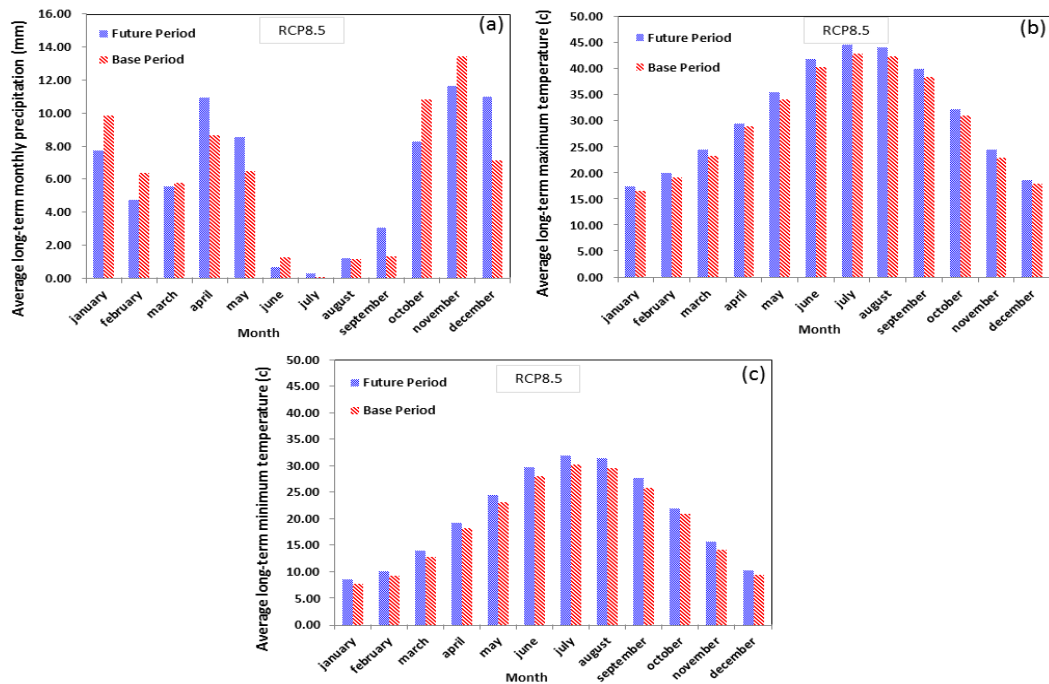 (a)
RCP8.5
Future Period
Base Period
Average long-term monthly precipitation (mm)
16.00
14.00
12.00
10.00
8.00
6.00
4.00
2.00
0.00
january
february
march
april
may
june
july
august
september
october
november
december
Month
(b)
RCP8.5
Future Period
Base Period
Average long-term maximum temperature (c)
50.00
45.00
40.00
35.00
30.00
25.00
20.00
15.00
10.00
5.00
0.00
january
february
march
april
may
june
july
august
september
october
november
december
Month
(c)
RCP8.5
Future Period
Base Period
Average long-term minimum temperature (c)
50.00
45.00
40.00
35.00
30.00
25.00
20.00
15.00
10.00
5.00
0.00
january
february
march
april
may
june
july
august
september
october
november
december
Month